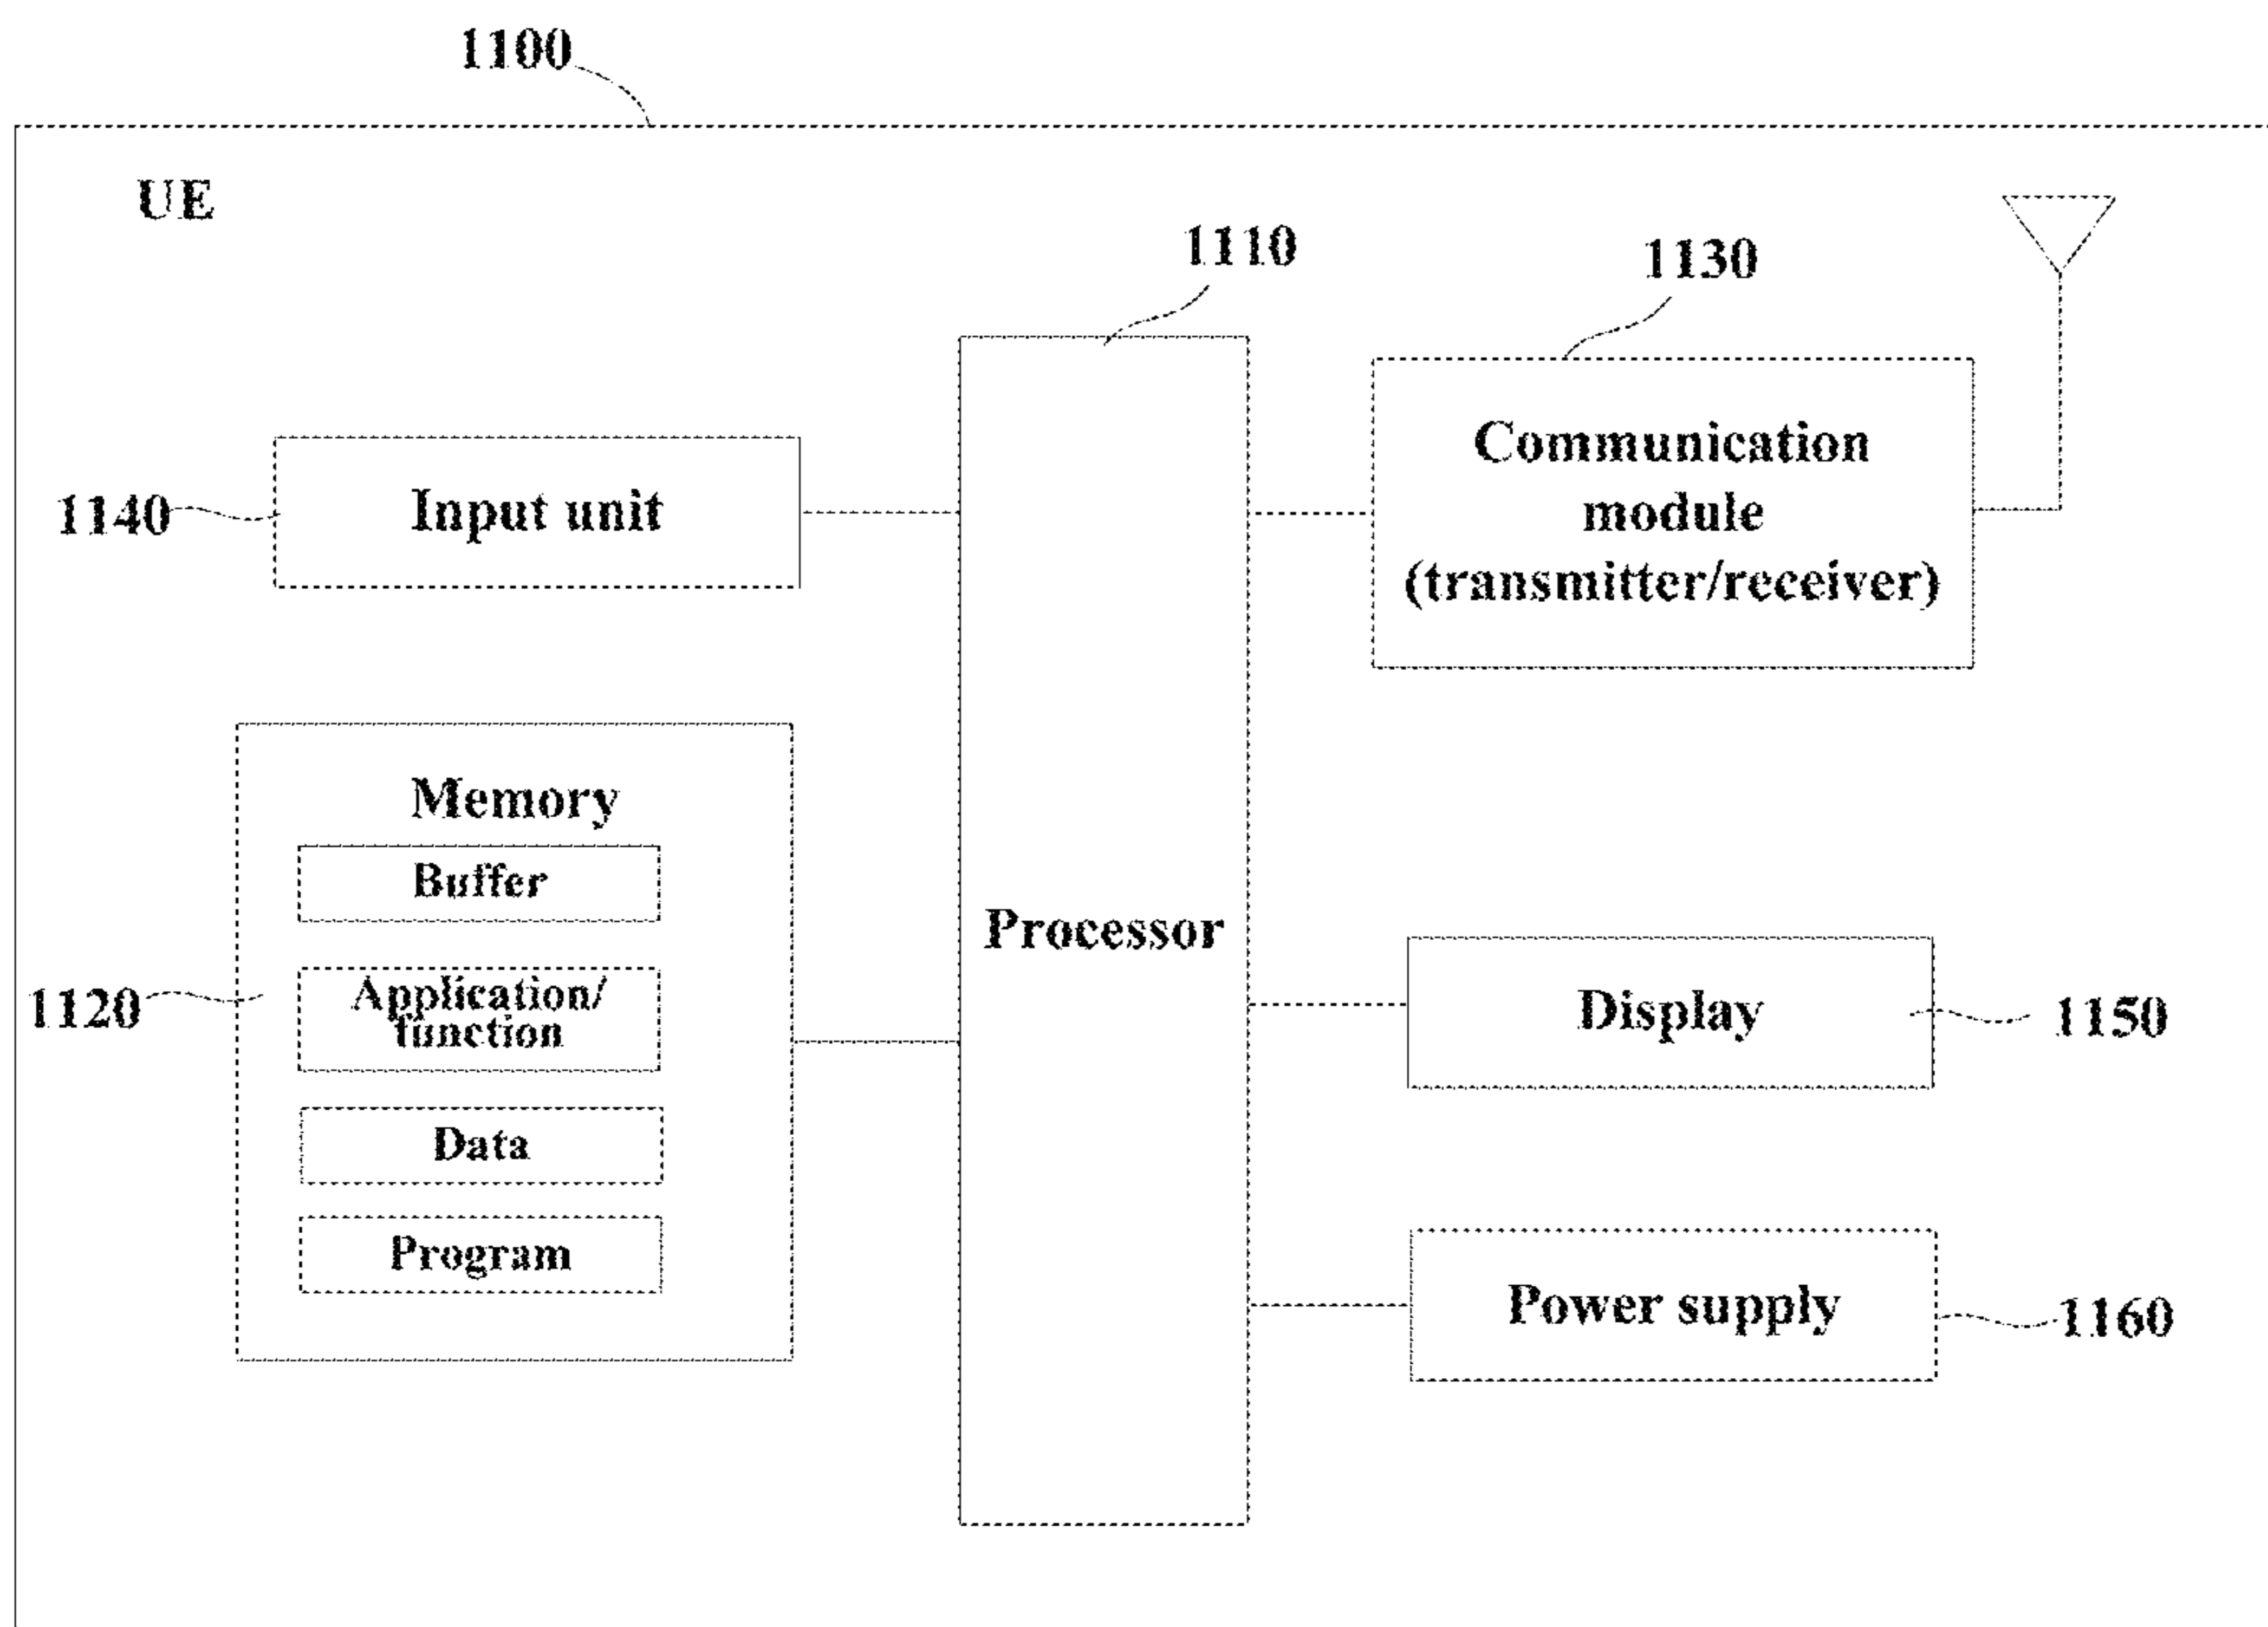 1100
UE
1110
1130
Communication
module
(transmitter/receiver)
1140
Input unit
Memory
Buffer
Application/
function
Data
Program
1120
Processor
Display
1150
Power supply
1160